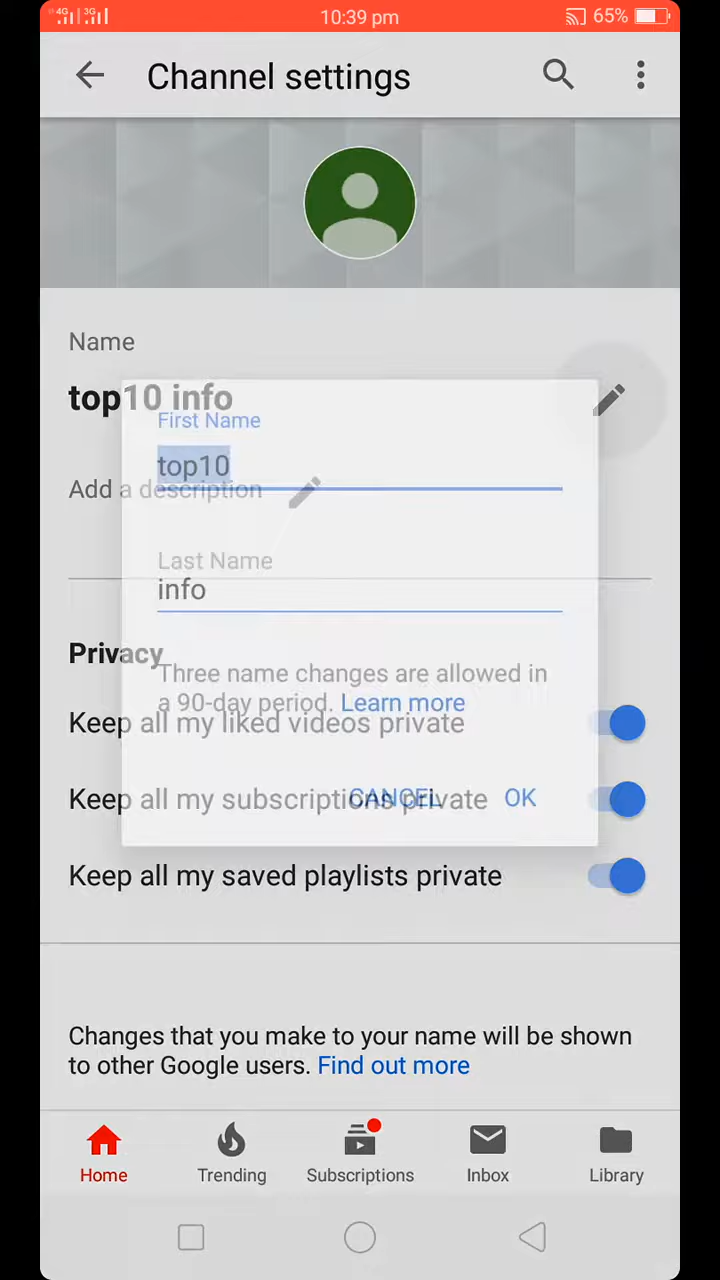 4G 3G 10:39 pm 65%
Channel settings
Name
top10 info
First Name
top10
Add a description
Last Name
info
Privacy
Three name changes are allowed in
a 90-day period. Learn more
Keep all my liked videos private
Keep all my subscriptions private
CANCEL OK
Keep all my saved playlists private
Changes that you make to your name will be shown
to other Google users. Find out more
Home Trending Subscriptions Inbox Library